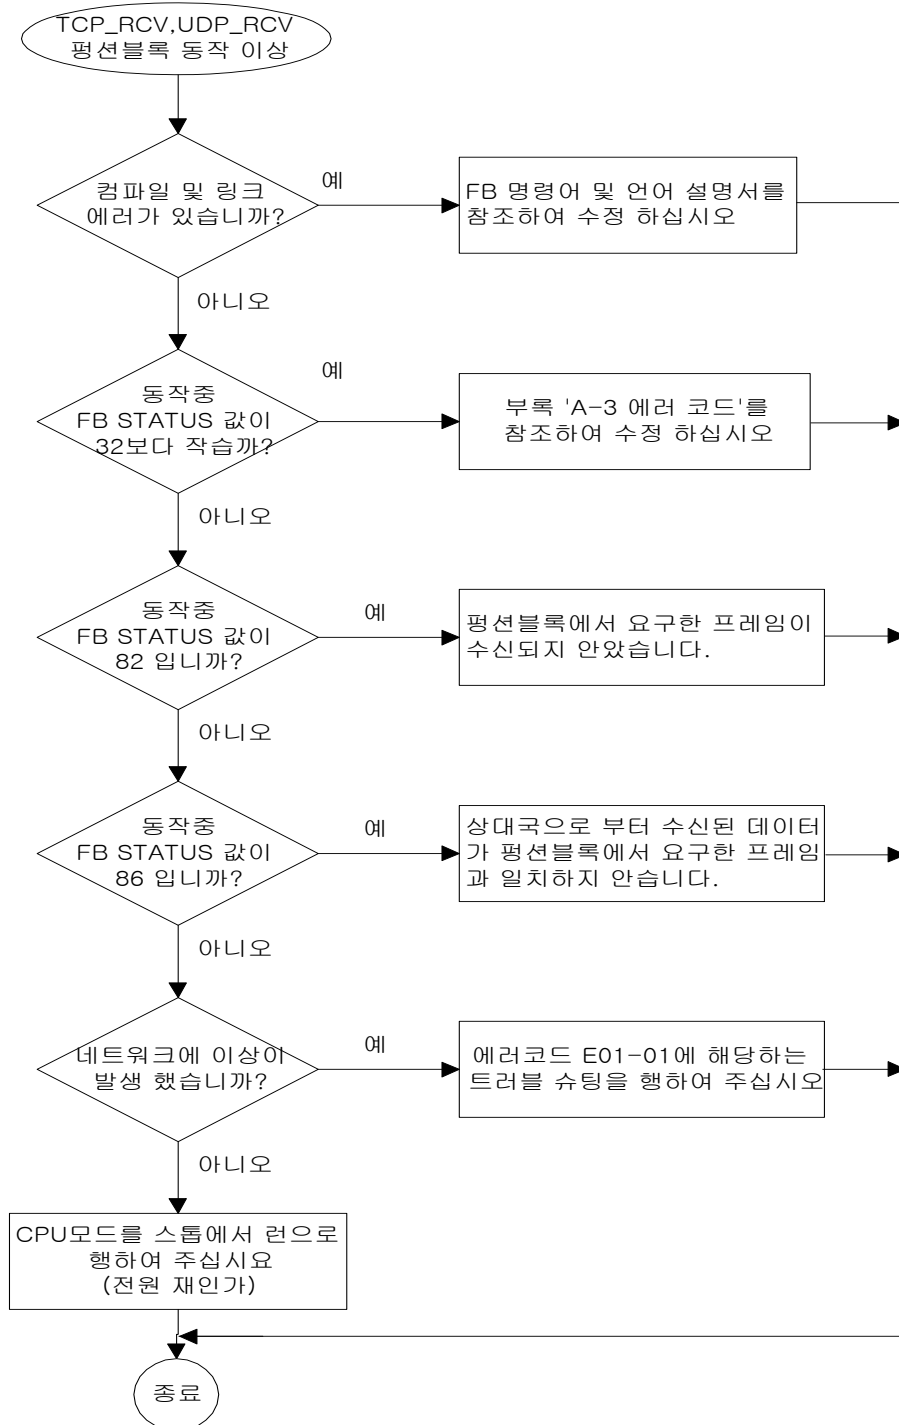 TCP_RCV,UDP_RCV
펑션블록 동작 이상
컴파일 및 링크
에러가 있습니까?
예
FB 명령어 및 언어 설명서를
참조하여 수정 하십시오
아니오
동작중
FB STATUS 값이
32보다 작습까?
예
부록 'A-3 에러 코드'를
참조하여 수정 하십시오
아니오
동작중
FB STATUS 값이
82 입니까?
예
펑션블록에서 요구한 프레임이
수신되지 안았습니다.
아니오
동작중
FB STATUS 값이
86 입니까?
예
상대국으로 부터 수신된 데이터
가 펑션블록에서 요구한 프레임
과 일치하지 안습니다.
아니오
네트워크에 이상이
발생 했습니까?
예
에러코드 E01-01에 해당하는
트러블 슈팅을 행하여 주십시오
아니오
CPU모드를 스톱에서 런으로
행하여 주십시요
(전원 재인가)
종료